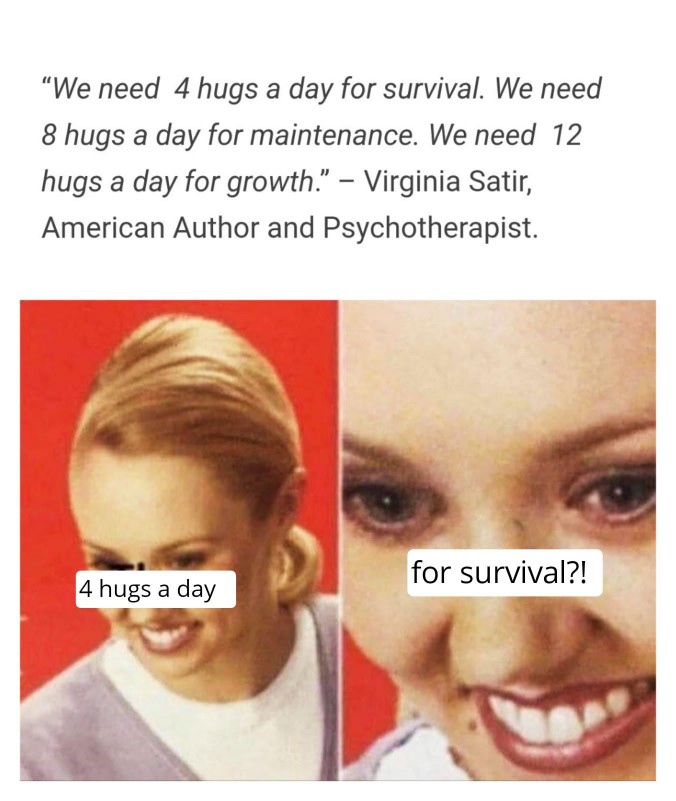 “We need  4 hugs a day for survival. We need
8 hugs a day for maintenance. We need  12
hugs a day for growth.” – Virginia Satir,
American Author and Psychotherapist.
4 hugs a day
for survival?!